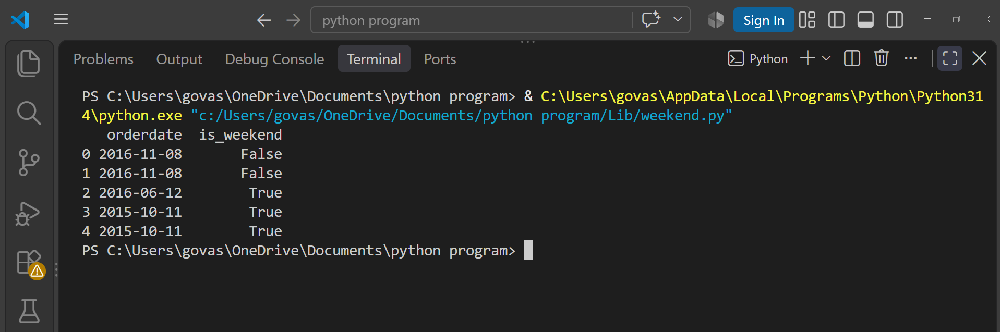 python program
Sign In
Problems Output Debug Console Terminal Ports Python
PS C:\Users\govas\OneDrive\Documents\python program> & C:\Users\govas\AppData\Local\Programs\Python\Python31
4\python.exe "c:/Users/govas/OneDrive/Documents/python program/Lib/weekend.py"
   orderdate  is_weekend
0 2016-11-08       False
1 2016-11-08       False
2 2016-06-12        True
3 2015-10-11        True
4 2015-10-11        True
PS C:\Users\govas\OneDrive\Documents\python program>